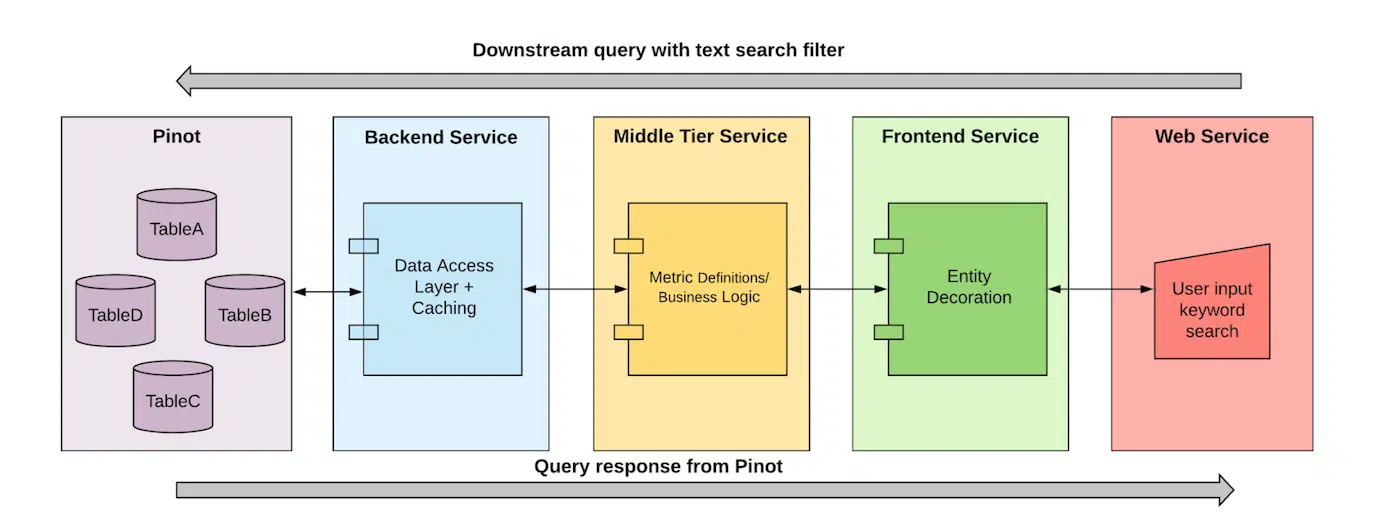 Downstream query with text search filter
Pinot
TableA
TableD
TableB
TableC
Backend Service
Data Access
Layer +
Caching
Middle Tier Service
Metric Definitions/
Business Logic
Frontend Service
Entity
Decoration
Web Service
User input
keyword
search
Query response from Pinot